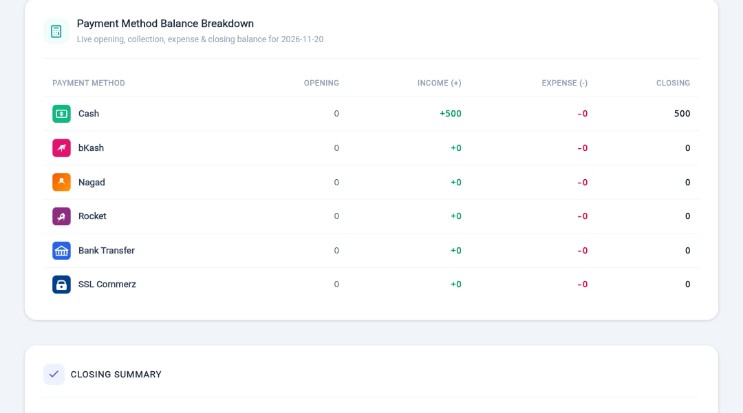 Payment Method Balance Breakdown
Live opening, collection, expense & closing balance for 2026-11-20
PAYMENT METHOD OPENING INCOME (+) EXPENSE (-) CLOSING
Cash 0 +500 -0 500
bKash 0 +0 -0 0
Nagad 0 +0 -0 0
Rocket 0 +0 -0 0
Bank Transfer 0 +0 -0 0
SSL Commerz 0 +0 -0 0
CLOSING SUMMARY